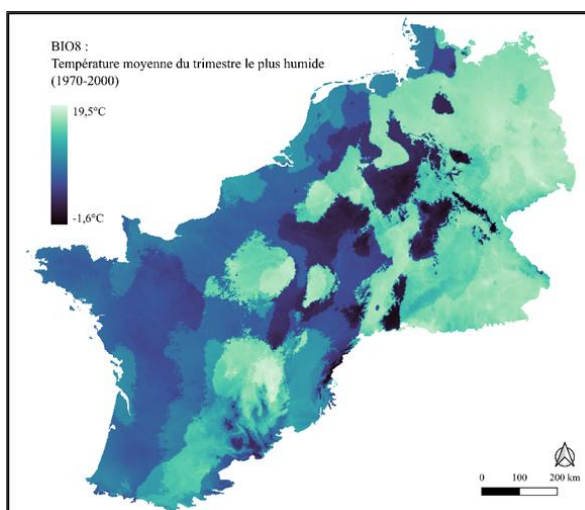 BIO8 :
Température moyenne du trimestre le plus humide
(1970-2000)
19,5°C
-1,6°C
0 100 200 km